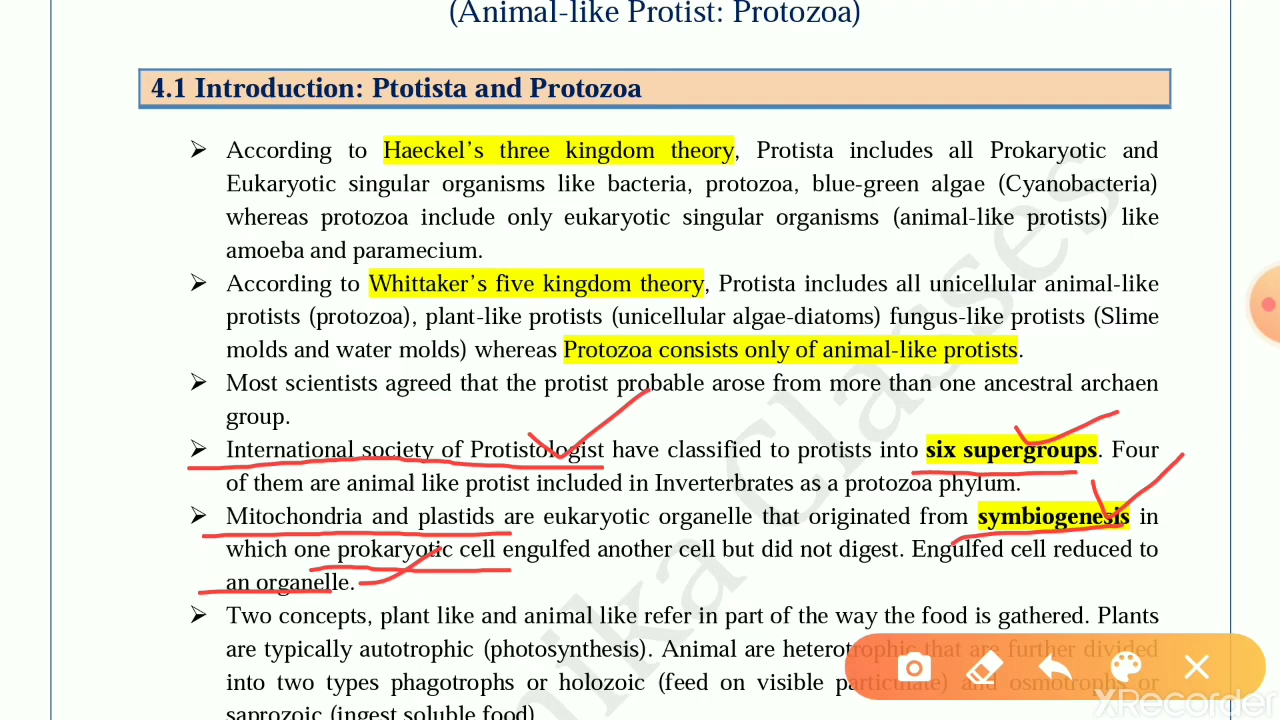 (Animal-like Protist: Protozoa)
4.1 Introduction: Ptotista and Protozoa
➢ According to Haeckel's three kingdom theory, Protista includes all Prokaryotic and
Eukaryotic singular organisms like bacteria, protozoa, blue-green algae (Cyanobacteria)
whereas protozoa include only eukaryotic singular organisms (animal-like protists) like
amoeba and paramecium.
➢ According to Whittaker's five kingdom theory, Protista includes all unicellular animal-like
protists (protozoa), plant-like protists (unicellular algae-diatoms) fungus-like protists (Slime
molds and water molds) whereas Protozoa consists only of animal-like protists.
➢ Most scientists agreed that the protist probable arose from more than one ancestral archaen
group.
➢ International society of Protistologist have classified to protists into six supergroups. Four
of them are animal like protist included in Inverterbrates as a protozoa phylum.
➢ Mitochondria and plastids are eukaryotic organelle that originated from symbiogenesis in
which one prokaryotic cell engulfed another cell but did not digest. Engulfed cell reduced to
an organelle.
➢ Two concepts, plant like and animal like refer in part of the way the food is gathered. Plants
are typically autotrophic (photosynthesis). Animal are heterotrophic that are further divided
into two types phagotrophs or holozoic (feed on visible particulate) and osmotrophs or
saprozoic (ingest soluble food)
nika Classes
XRecorder